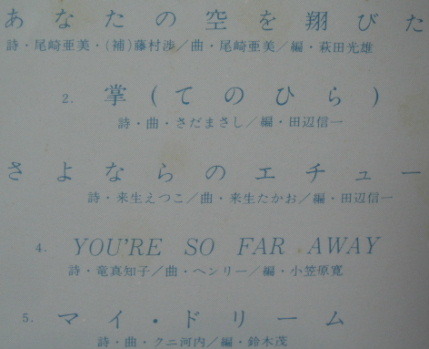 あなたの空を翔びた
詩・尾崎亜美・(補)藤村渉/曲・尾崎亜美/編・萩田光雄
2. 掌(てのひら)
詩・曲・さだまさし/編・田辺信一
さよならのエチュー
詩・来生えつこ/曲・来生たかお/編・田辺信一
4. YOU'RE SO FAR AWAY
詩・竜真知子/曲・ヘンリー/編・小笠原寛
5. マイ・ドリーム
詩・曲・クニ河内/編・鈴木茂